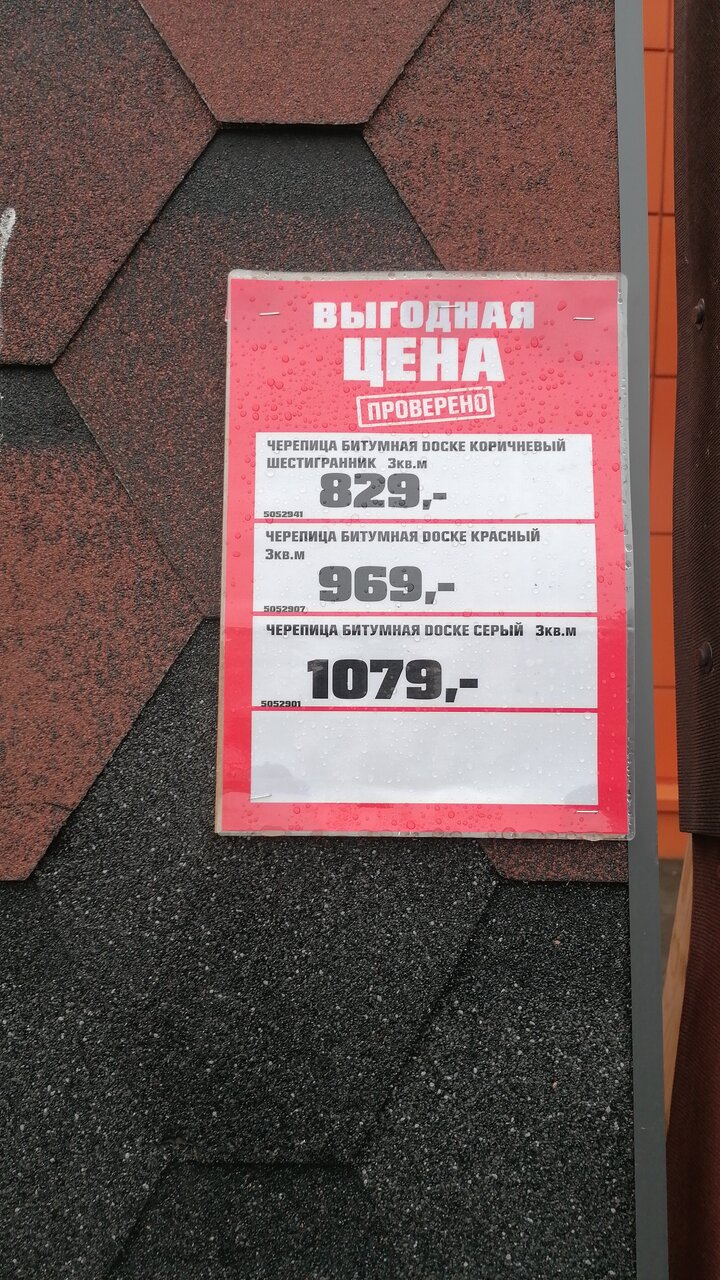 ВЫГОДНАЯ
ЦЕНА
ПРОВЕРЕНО
ЧЕРЕПИЦА БИТУМНАЯ DOCKE КОРИЧНЕВЫЙ
ШЕСТИГРАННИК 3КВ.М
829,-
5052941
ЧЕРЕПИЦА БИТУМНАЯ DOCKE КРАСНЫЙ
3КВ.М
969,-
5052907
ЧЕРЕПИЦА БИТУМНАЯ DOCKE СЕРЫЙ 3КВ.М
1079,-
5052901